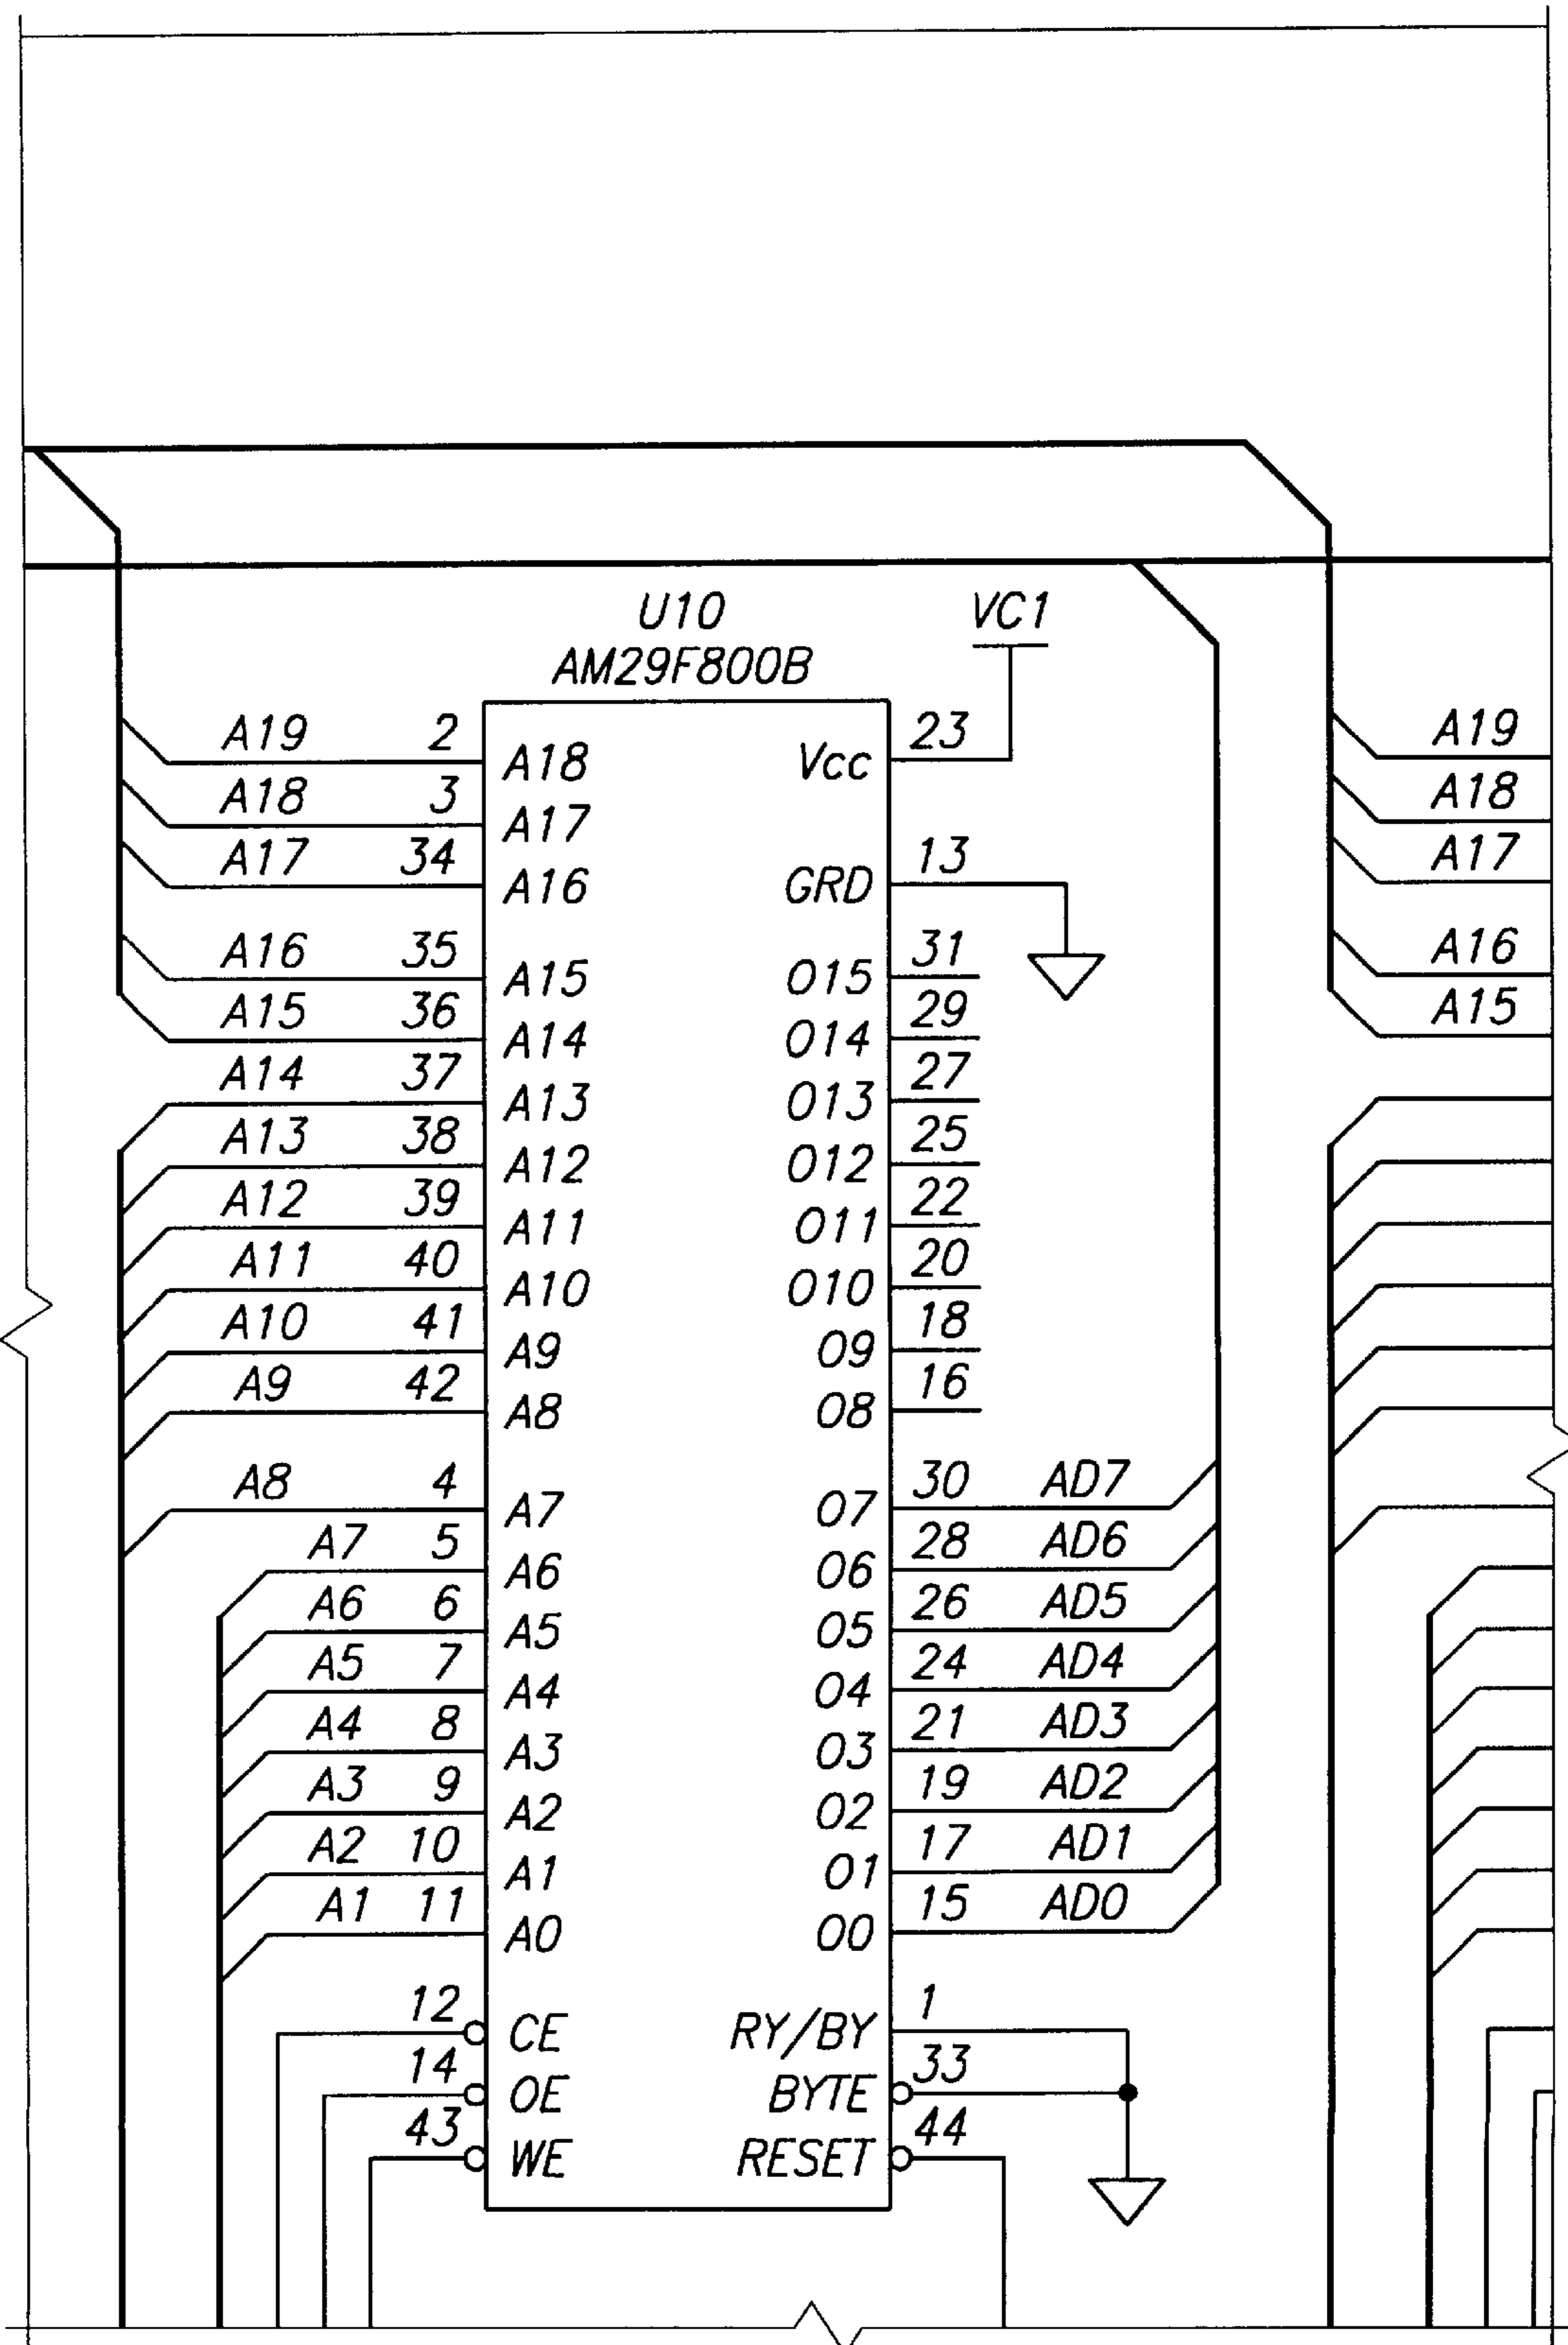 U10 VC1
AM29F800B
A19 2 A18 Vcc 23 A19
A18 3 A17 A18
A17 34 A16 GRD 13 A17
A16 35 A15 O15 31 A16
A15 36 A14 O14 29 A15
A14 37 A13 O13 27
A13 38 A12 O12 25
A12 39 A11 O11 22
A11 40 A10 O10 20
A10 41 A9 O9 18
A9 42 A8 O8 16
A8 4 A7 O7 30 AD7
A7 5 A6 O6 28 AD6
A6 6 A5 O5 26 AD5
A5 7 A4 O4 24 AD4
A4 8 A3 O3 21 AD3
A3 9 A2 O2 19 AD2
A2 10 A1 O1 17 AD1
A1 11 A0 O0 15 AD0
12 CE RY/BY 1
14 OE BYTE 33
43 WE RESET 44